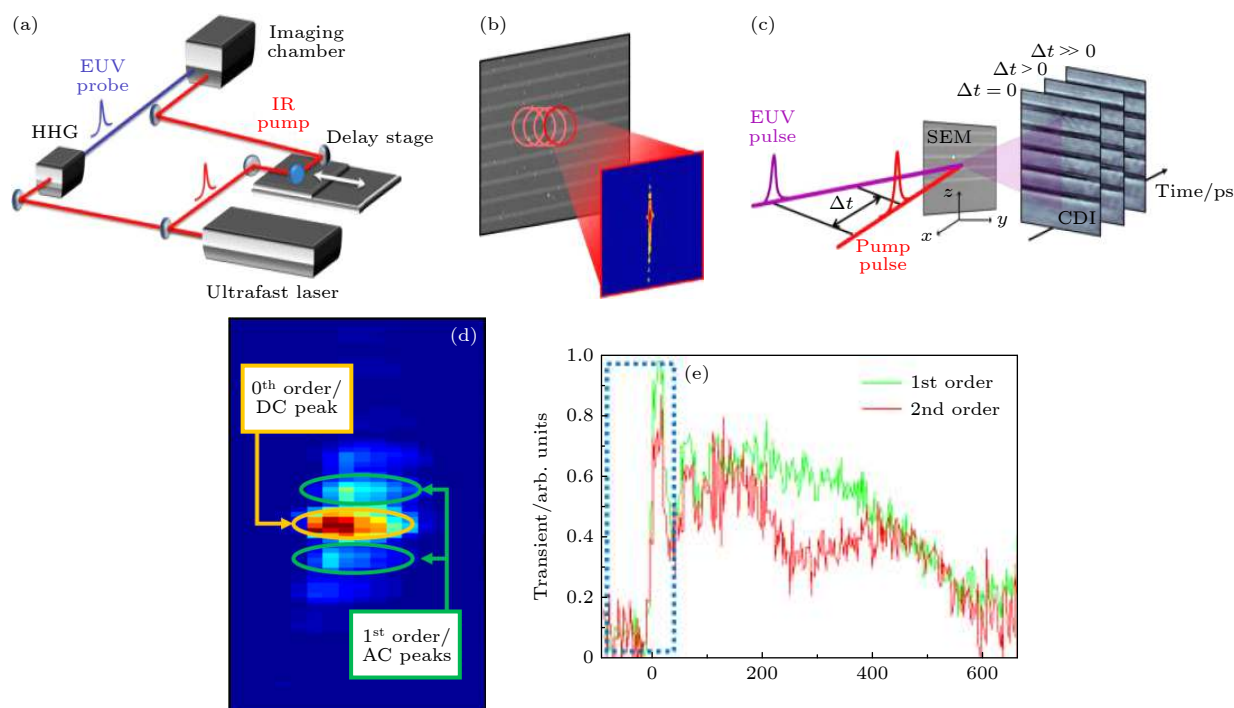 (a)
Imaging
chamber
EUV
probe
IR
pump
HHG
Delay stage
Ultrafast laser
(b)
(c)
Δt ≫ 0
Δt > 0
Δt = 0
EUV
pulse
SEM
Δt
z
y
x
Pump
pulse
CDI
Time/ps
(d)
0th order/
DC peak
1st order/
AC peaks
(e)
1st order
2nd order
Transient/arb. units
1.0
0.8
0.6
0.4
0.2
0
0
200
400
600